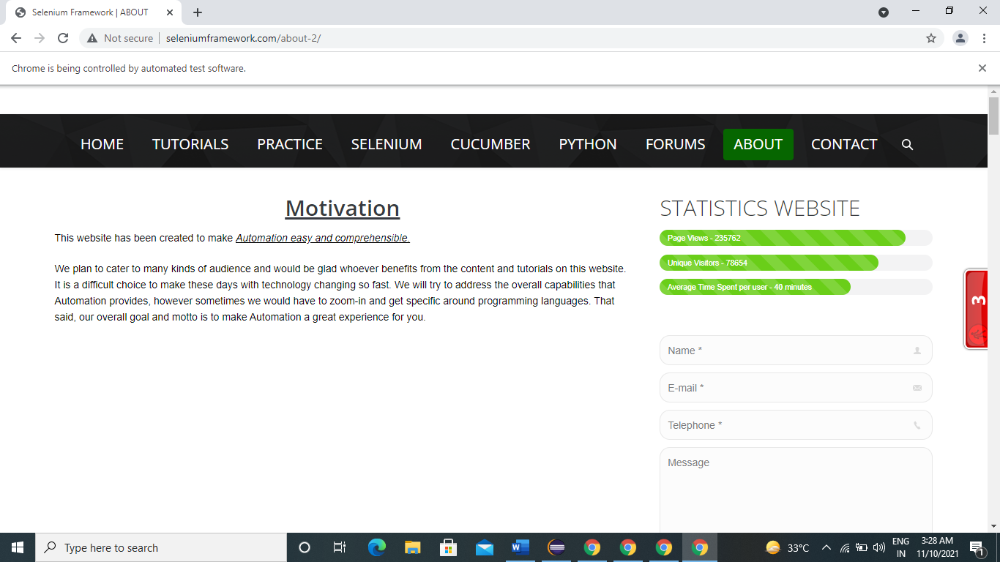 Selenium Framework | ABOUT
Not secure
seleniumframework.com/about-2/
Chrome is being controlled by automated test software.
HOME TUTORIALS PRACTICE SELENIUM CUCUMBER PYTHON FORUMS ABOUT CONTACT
Motivation
This website has been created to make Automation easy and comprehensible.
We plan to cater to many kinds of audience and would be glad whoever benefits from the content and tutorials on this website.
It is a difficult choice to make these days with technology changing so fast. We will try to address the overall capabilities that
Automation provides, however sometimes we would have to zoom-in and get specific around programming languages. That
said, our overall goal and motto is to make Automation a great experience for you.
STATISTICS WEBSITE
Page Views - 235762
Unique Visitors - 78654
Average Time Spent per user - 40 minutes
3
Name *
E-mail *
Telephone *
Message
Type here to search
33°C
ENG
IN
3:28 AM
11/10/2021
1